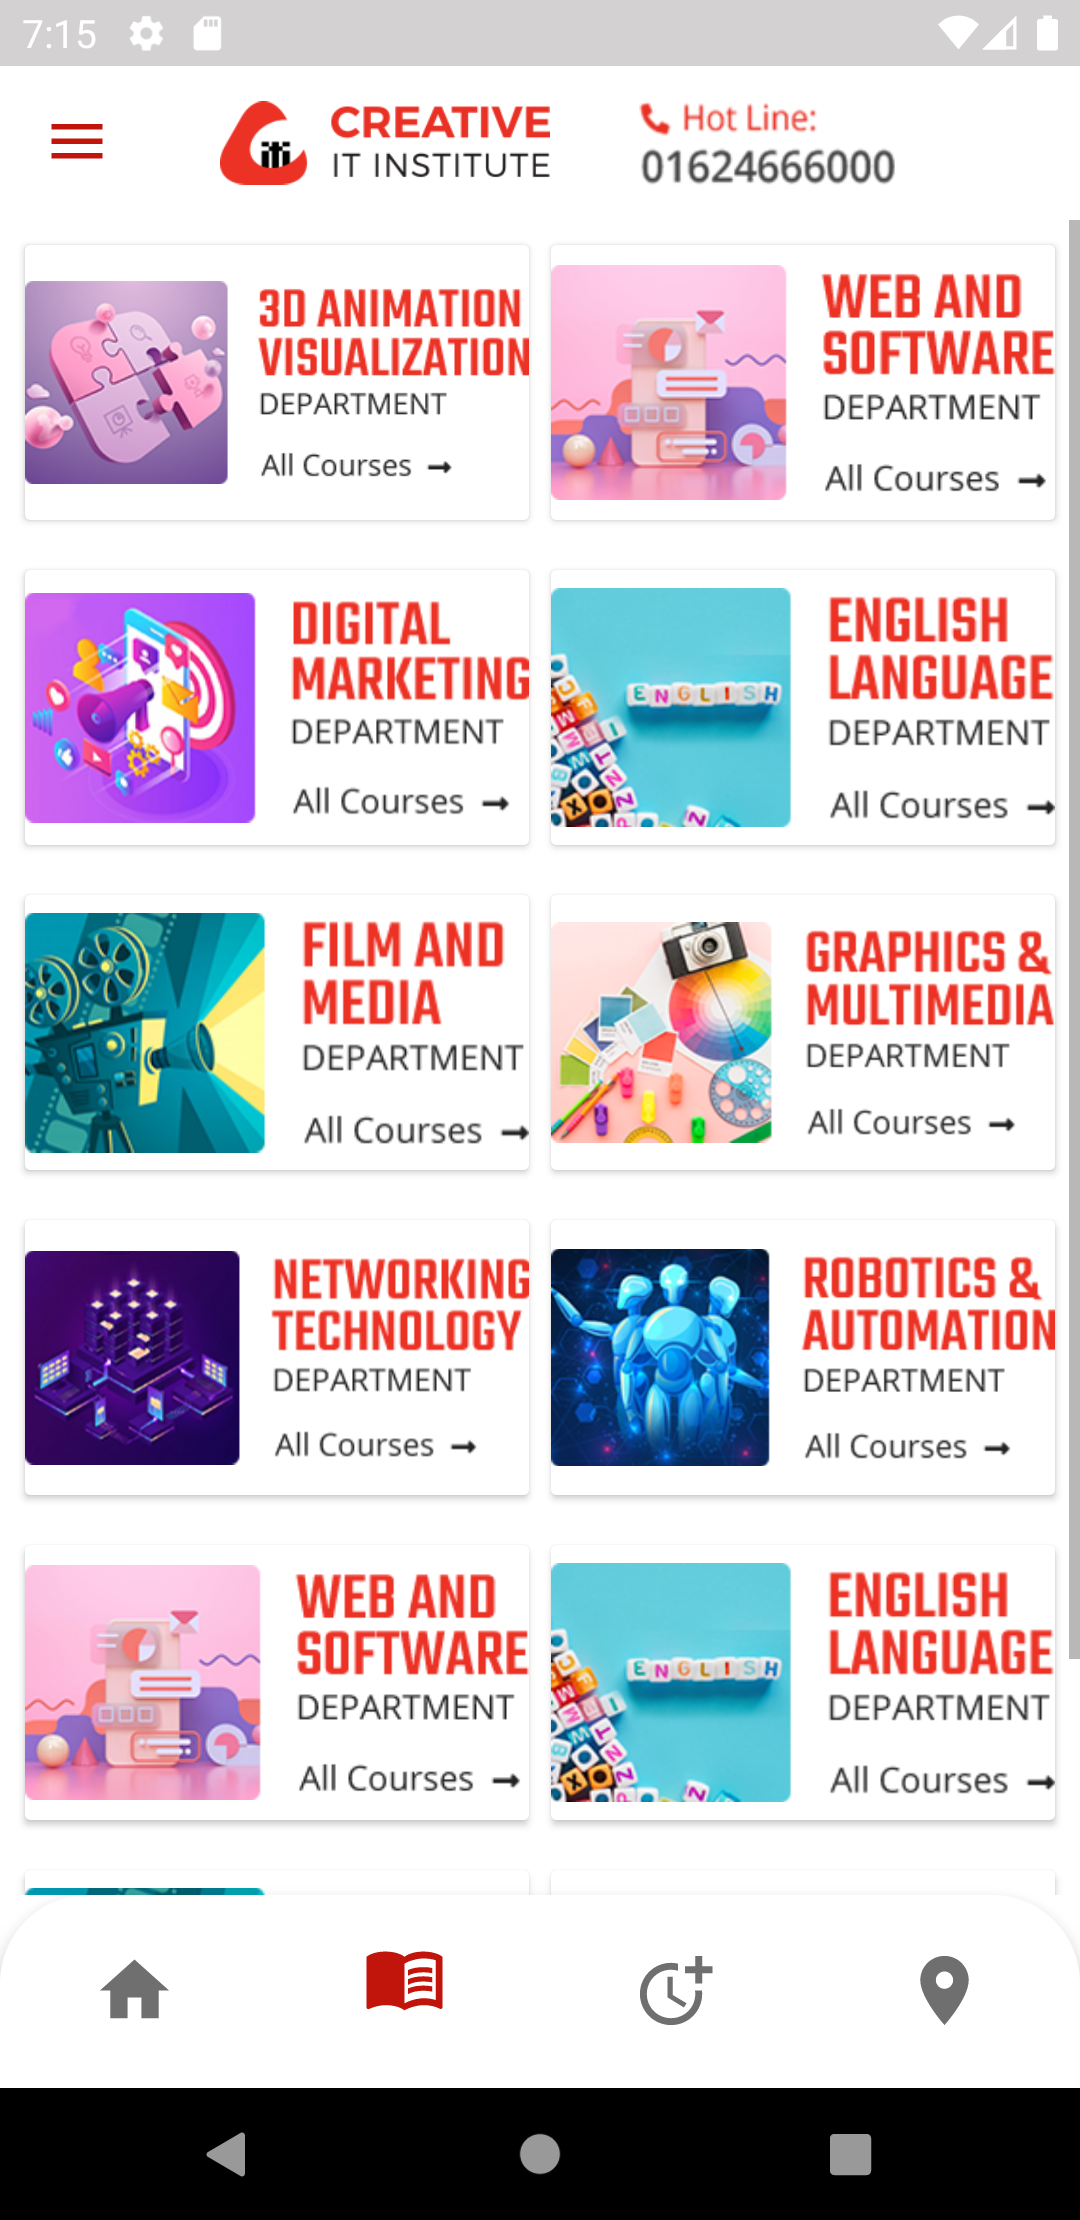 7:15
CREATIVE
IT INSTITUTE
Hot Line:
01624666000
3D ANIMATION
VISUALIZATION
DEPARTMENT
All Courses →
WEB AND
SOFTWARE
DEPARTMENT
All Courses →
DIGITAL
MARKETING
DEPARTMENT
All Courses →
ENGLISH
ENGLISH
LANGUAGE
DEPARTMENT
All Courses →
FILM AND
MEDIA
DEPARTMENT
All Courses →
GRAPHICS &
MULTIMEDIA
DEPARTMENT
All Courses →
NETWORKING
TECHNOLOGY
DEPARTMENT
All Courses →
ROBOTICS &
AUTOMATION
DEPARTMENT
All Courses →
WEB AND
SOFTWARE
DEPARTMENT
All Courses →
ENGLISH
ENGLISH
LANGUAGE
DEPARTMENT
All Courses →